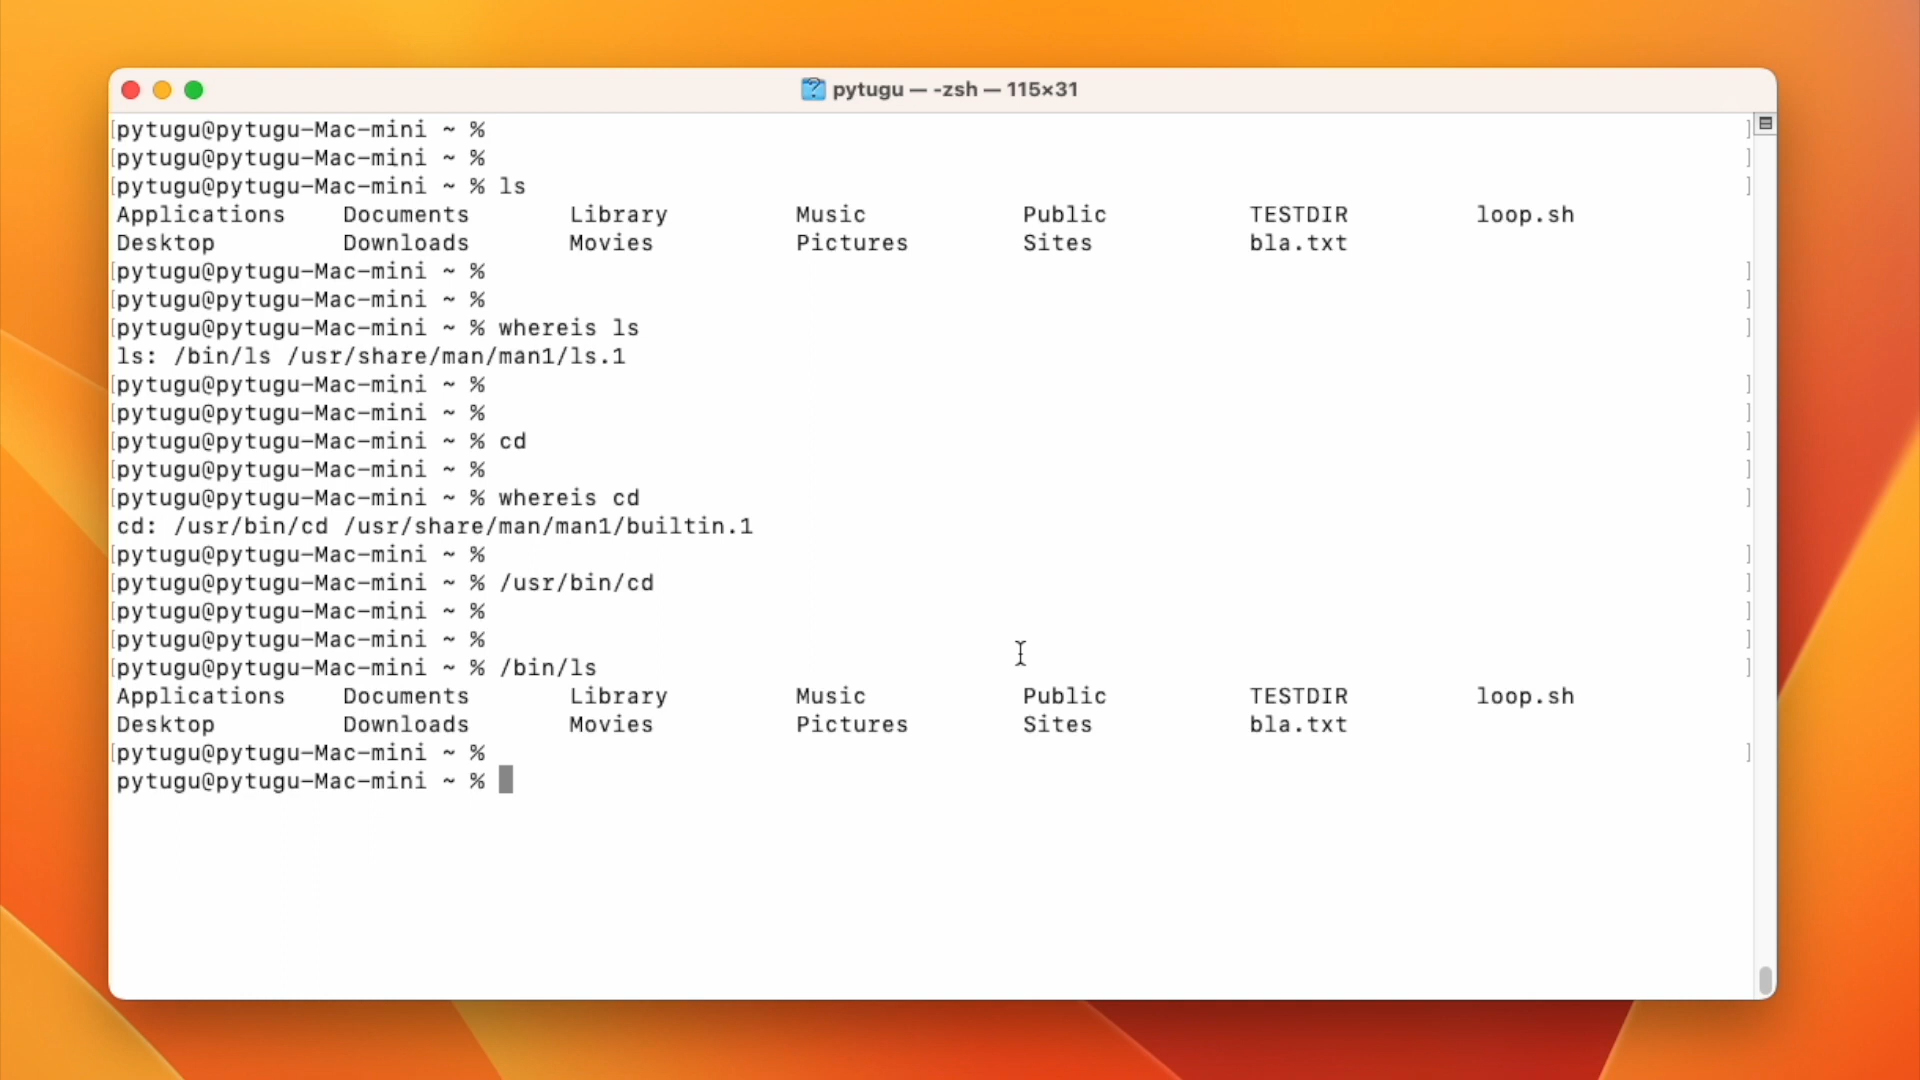 pytugu — -zsh — 115×31
pytugu@pytugu-Mac-mini ~ %
pytugu@pytugu-Mac-mini ~ %
pytugu@pytugu-Mac-mini ~ % ls
Applications Documents Library Music Public TESTDIR loop.sh
Desktop Downloads Movies Pictures Sites bla.txt
pytugu@pytugu-Mac-mini ~ %
pytugu@pytugu-Mac-mini ~ %
pytugu@pytugu-Mac-mini ~ % whereis ls
ls: /bin/ls /usr/share/man/man1/ls.1
pytugu@pytugu-Mac-mini ~ %
pytugu@pytugu-Mac-mini ~ %
pytugu@pytugu-Mac-mini ~ % cd
pytugu@pytugu-Mac-mini ~ %
pytugu@pytugu-Mac-mini ~ % whereis cd
cd: /usr/bin/cd /usr/share/man/man1/builtin.1
pytugu@pytugu-Mac-mini ~ %
pytugu@pytugu-Mac-mini ~ % /usr/bin/cd
pytugu@pytugu-Mac-mini ~ %
pytugu@pytugu-Mac-mini ~ %
pytugu@pytugu-Mac-mini ~ % /bin/ls
Applications Documents Library Music Public TESTDIR loop.sh
Desktop Downloads Movies Pictures Sites bla.txt
pytugu@pytugu-Mac-mini ~ %
pytugu@pytugu-Mac-mini ~ %